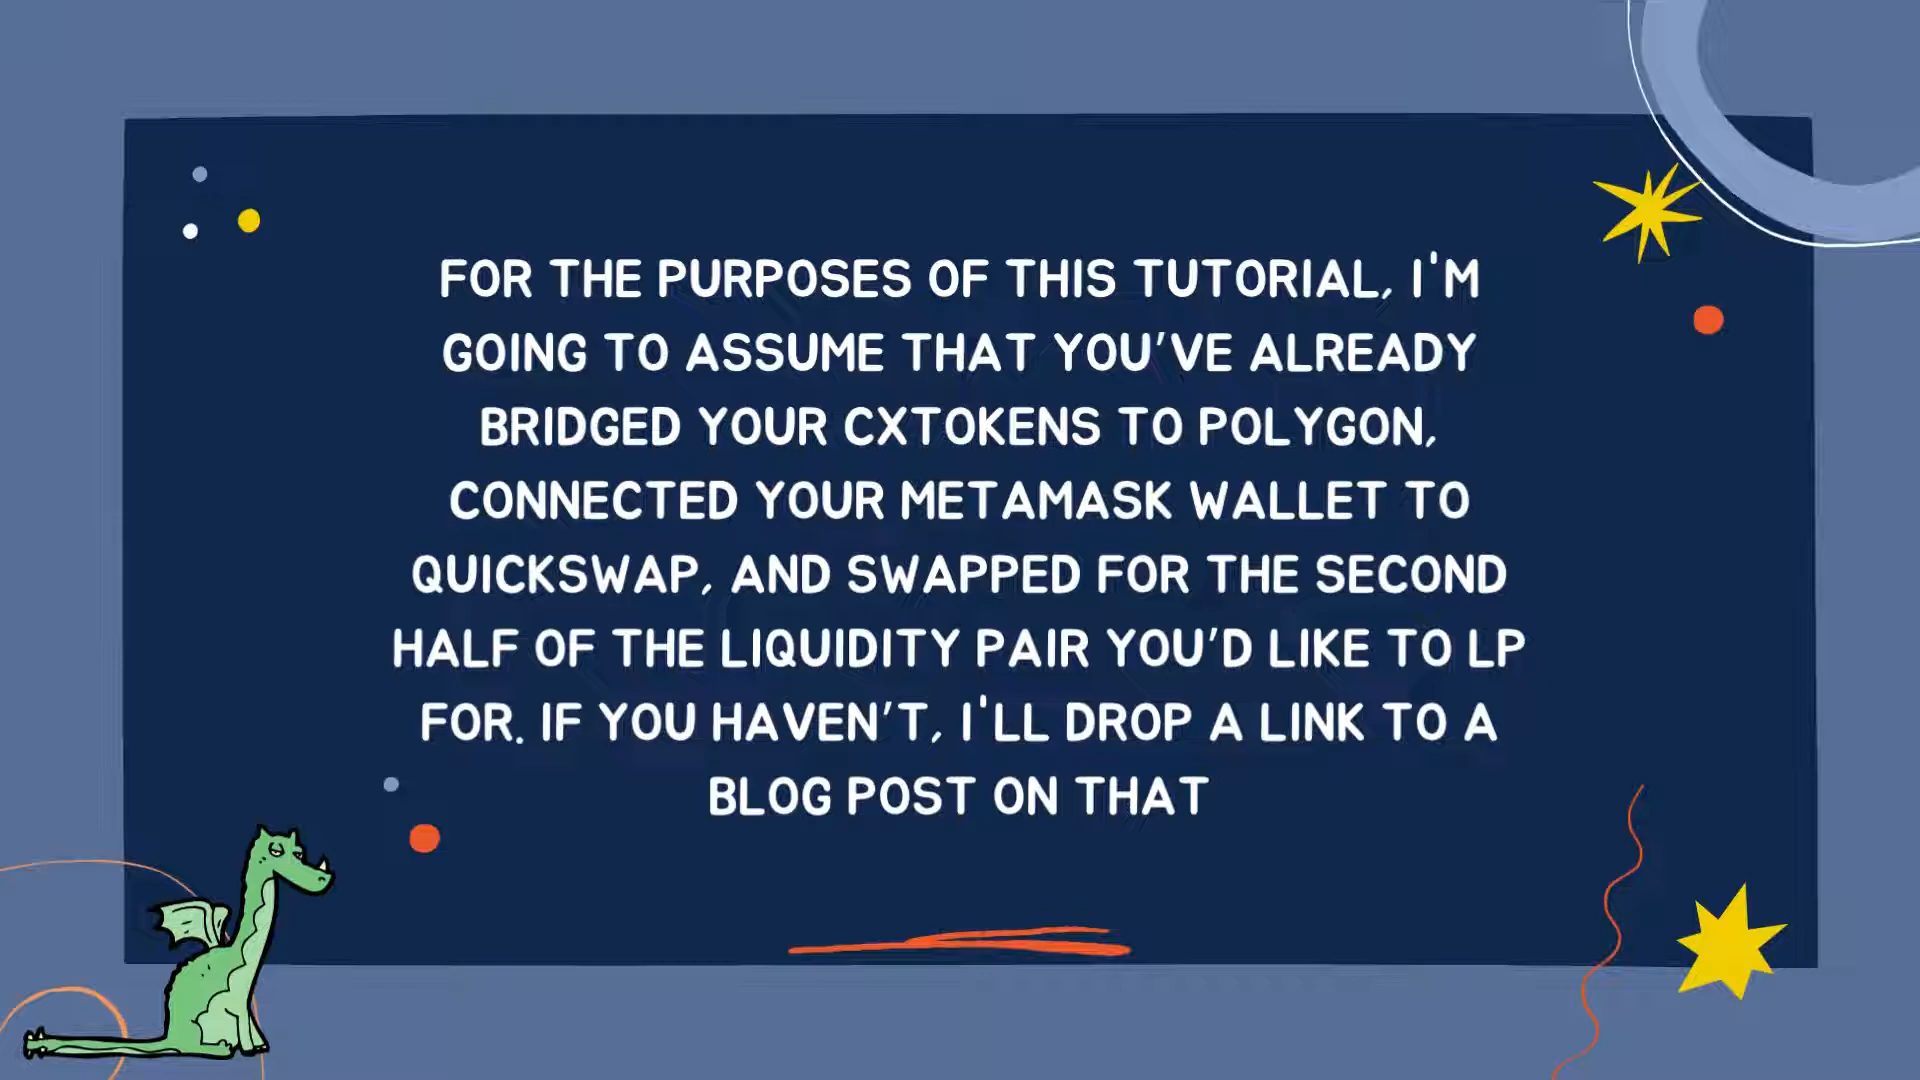 FOR THE PURPOSES OF THIS TUTORIAL, I'M
GOING TO ASSUME THAT YOU’VE ALREADY
BRIDGED YOUR CXTOKENS TO POLYGON,
CONNECTED YOUR METAMASK WALLET TO
QUICKSWAP, AND SWAPPED FOR THE SECOND
HALF OF THE LIQUIDITY PAIR YOU’D LIKE TO LP
FOR. IF YOU HAVEN’T, I'LL DROP A LINK TO A
BLOG POST ON THAT